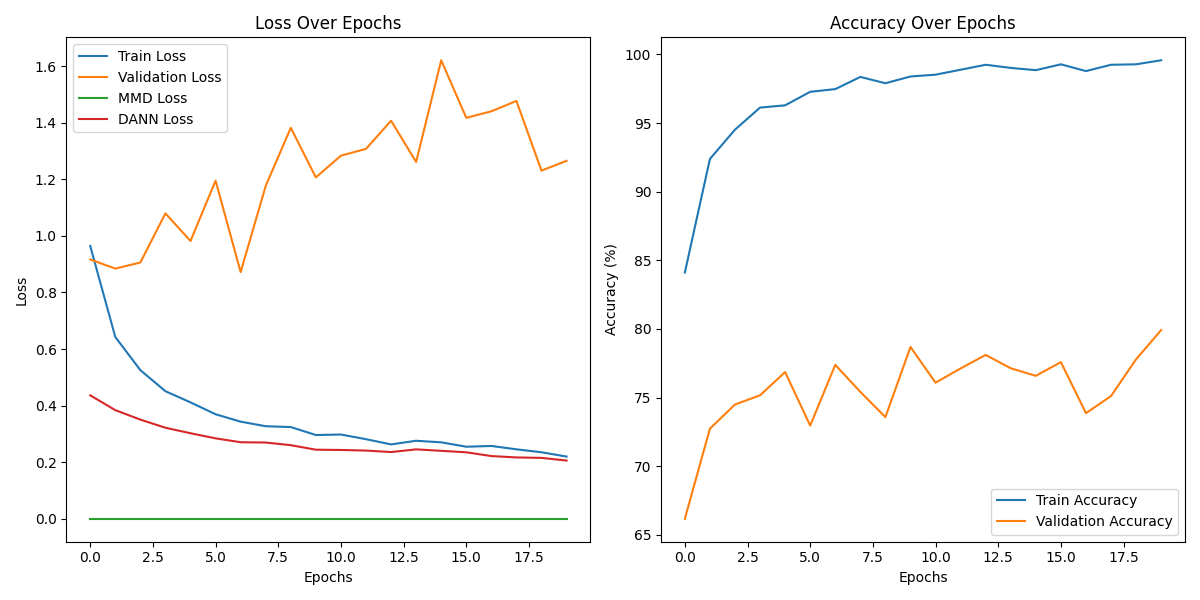 Loss Over Epochs
Train Loss
Validation Loss
MMD Loss
DANN Loss
Loss
1.6
1.4
1.2
1.0
0.8
0.6
0.4
0.2
0.0
0.0 2.5 5.0 7.5 10.0 12.5 15.0 17.5
Epochs
Accuracy Over Epochs
Accuracy (%)
100
95
90
85
80
75
70
65
Train Accuracy
Validation Accuracy
0.0 2.5 5.0 7.5 10.0 12.5 15.0 17.5
Epochs